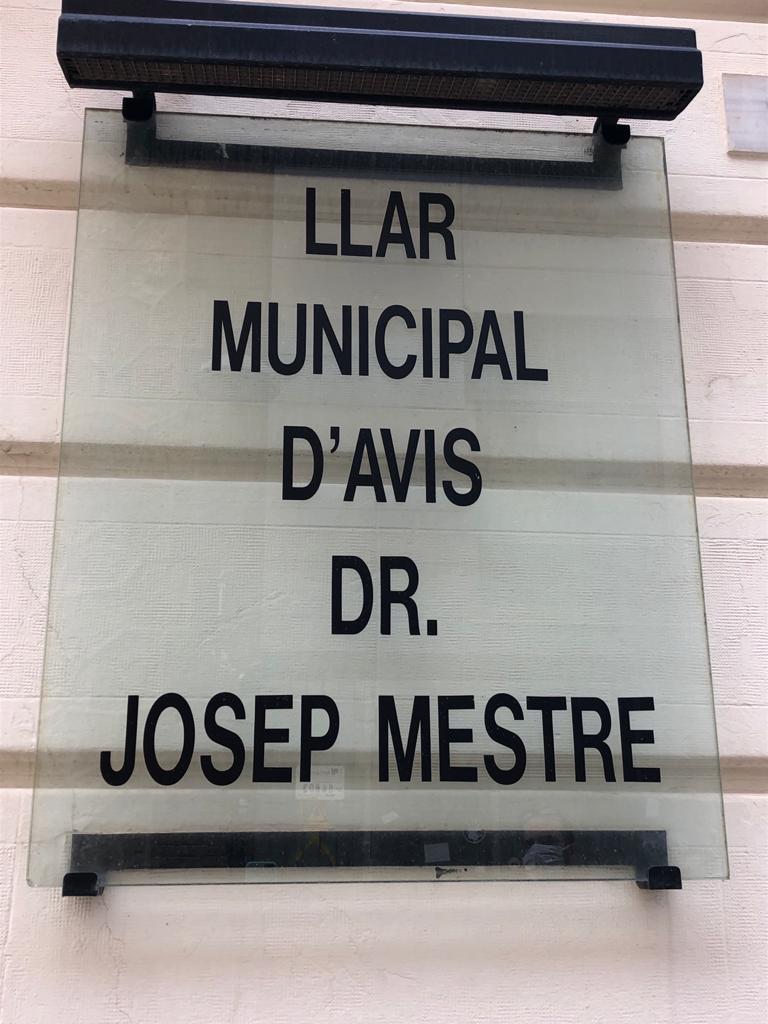 LLAR
MUNICIPAL
D'AVIS
DR.
JOSEP MESTRE